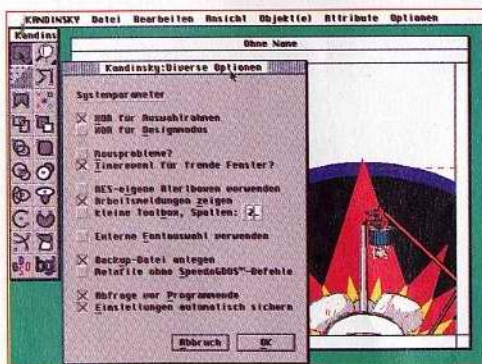 KANDINSKY Datei Bearbeiten Ansicht Objekt(e) Attribute Optionen
Kandins
Ohne Name
Kandinsky:Diverse Optionen
Systemparameter
XOR für Auswahlrahmen
XOR für Designmodus
Mausprobleme?
Timerevent für fremde Fenster?
AES-eigene Alertboxen verwenden
Arbeitsmeldungen zeigen
kleine Toolbox, Spalten: 2
Externe Fontauswahl verwenden
Backup-Datei anlegen
Metafile ohne SpeedoGDOS™-Befehle
Abfrage vor Programmende
Einstellungen automatisch sichern
Abbruch OK